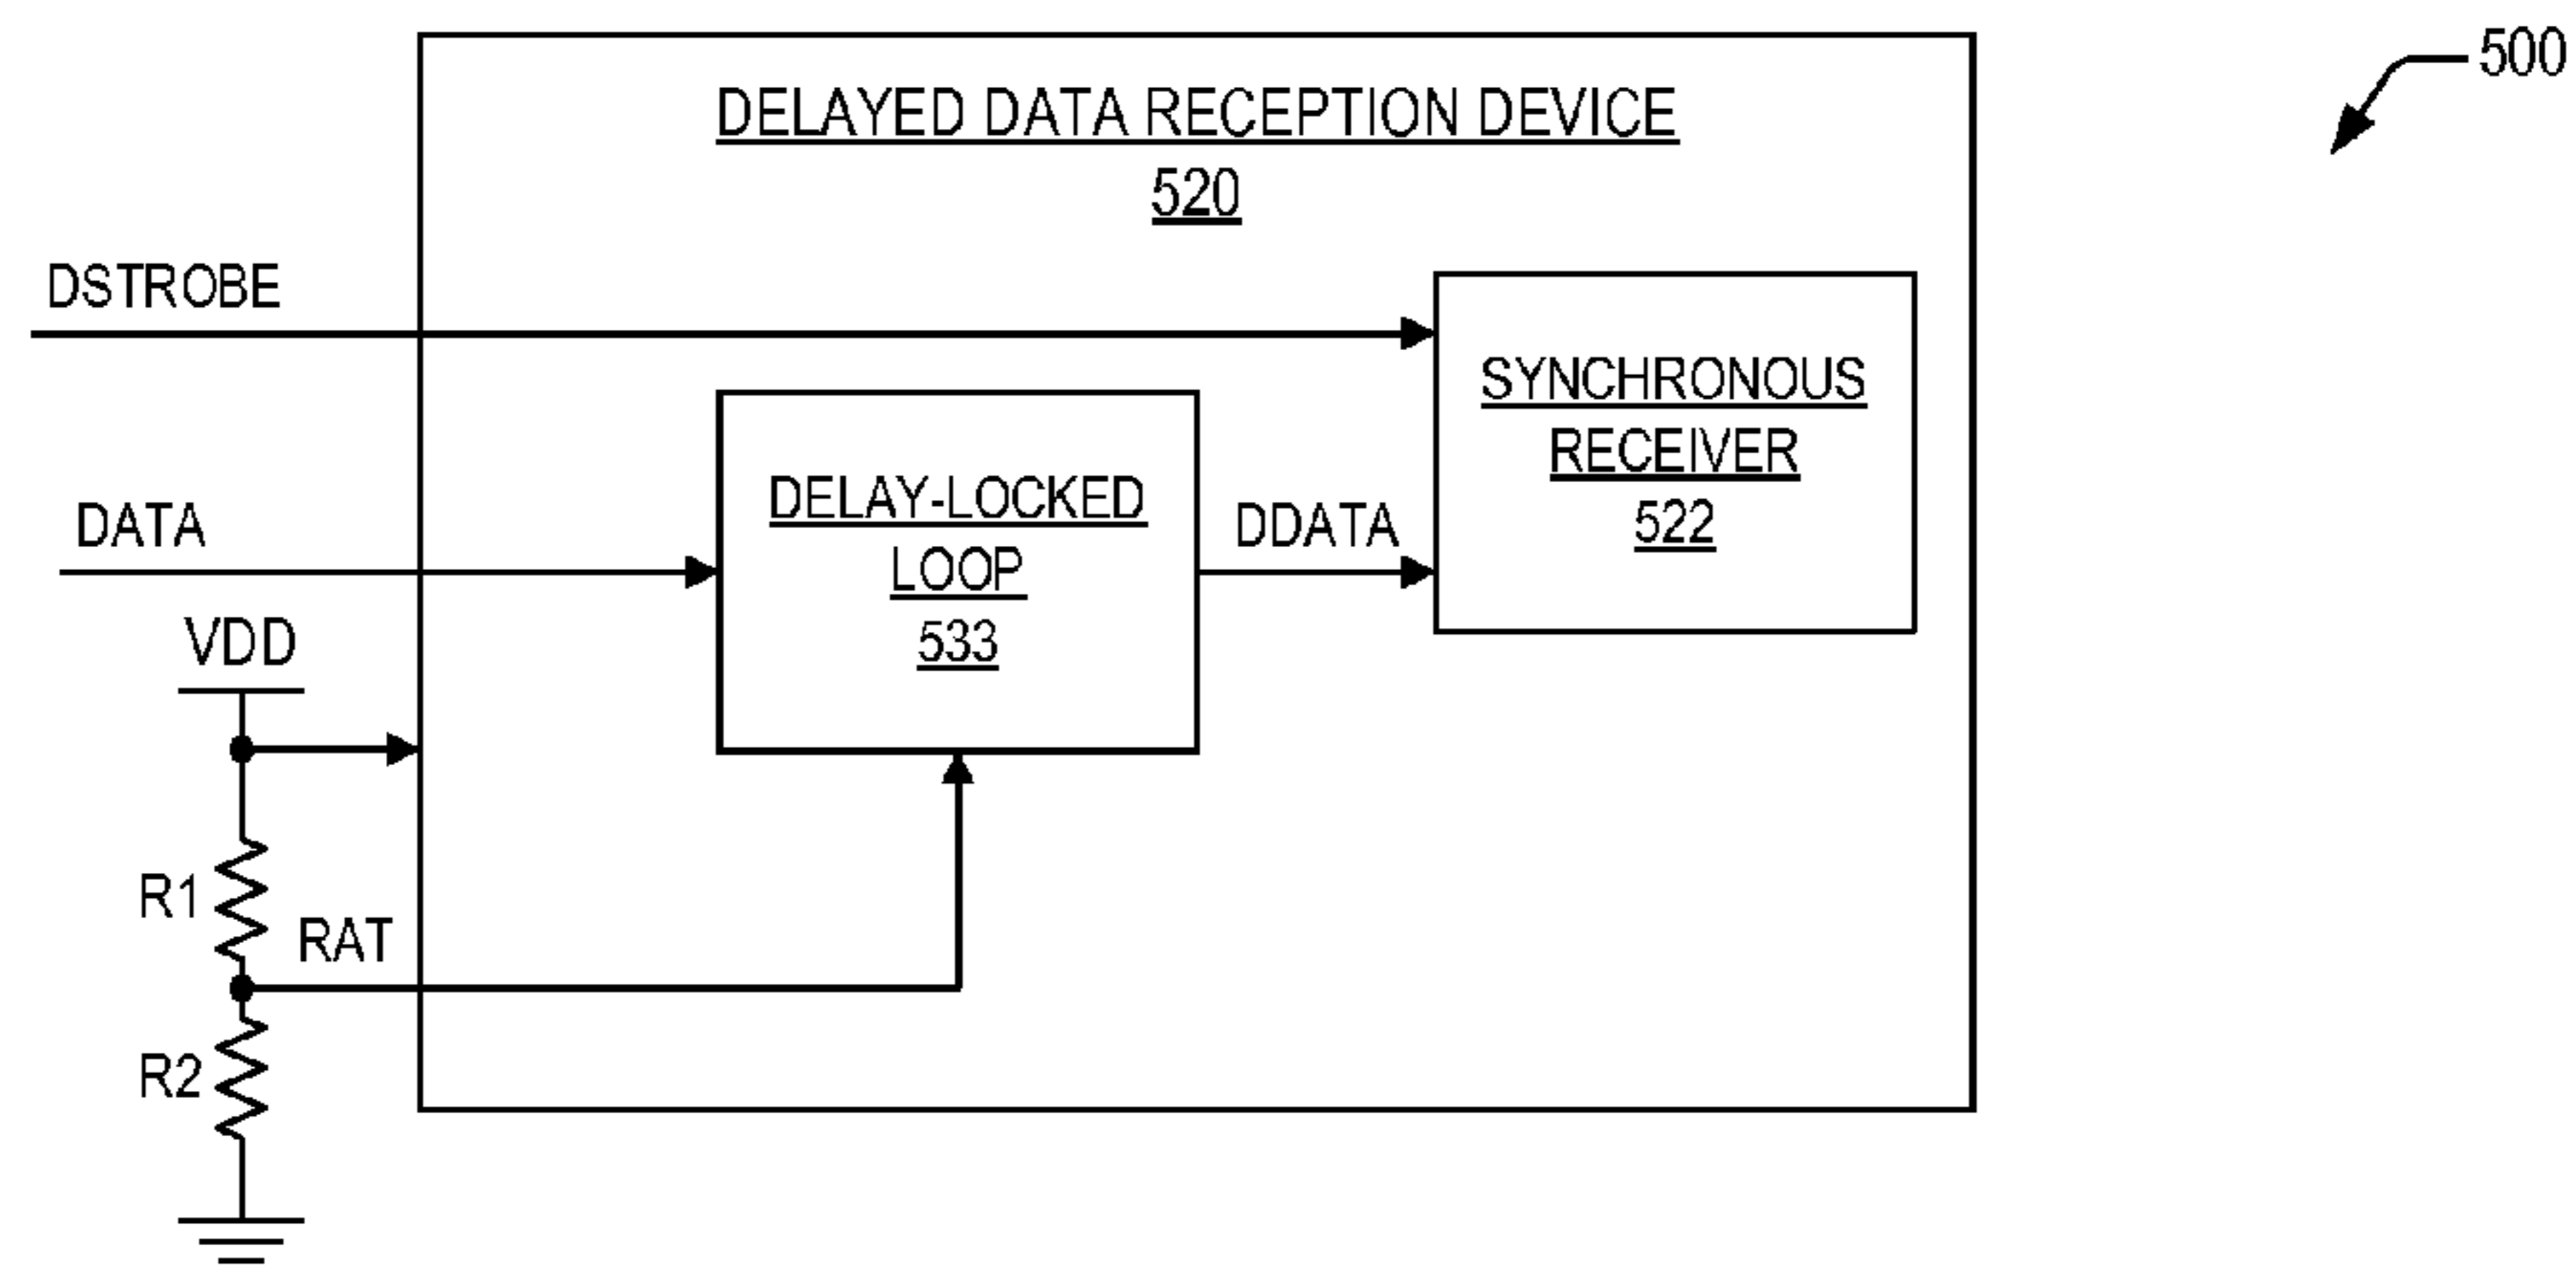 500
DELAYED DATA RECEPTION DEVICE
520
DSTROBE
SYNCHRONOUS
RECEIVER
522
DATA
DELAY-LOCKED
LOOP
533
DDATA
VDD
R1
RAT
R2